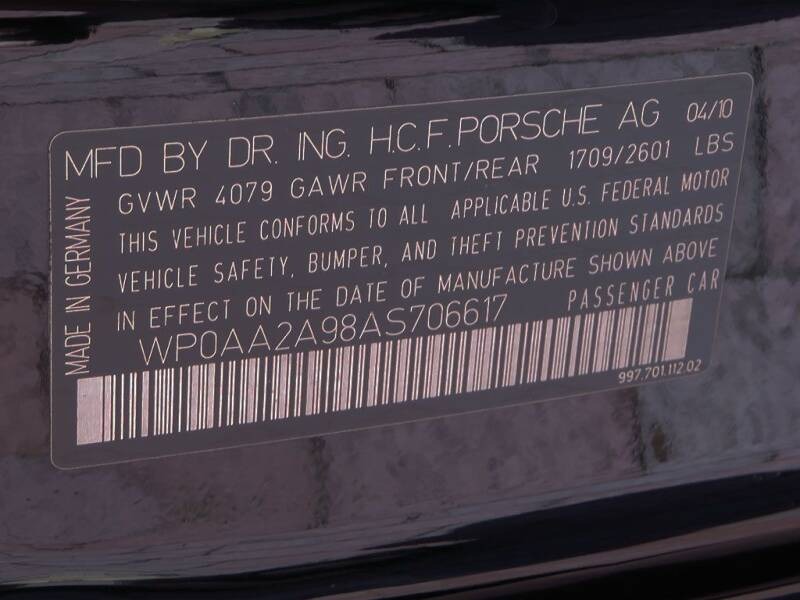 MFD BY DR. ING. H.C.F. PORSCHE AG 04/10
GVWR 4079 GAWR FRONT/REAR 1709/2601 LBS
THIS VEHICLE CONFORMS TO ALL APPLICABLE U.S. FEDERAL MOTOR
VEHICLE SAFETY, BUMPER, AND THEFT PREVENTION STANDARDS
IN EFFECT ON THE DATE OF MANUFACTURE SHOWN ABOVE
WP0AA2A98AS706617 PASSENGER CAR
997.701.112.02
MADE IN GERMANY